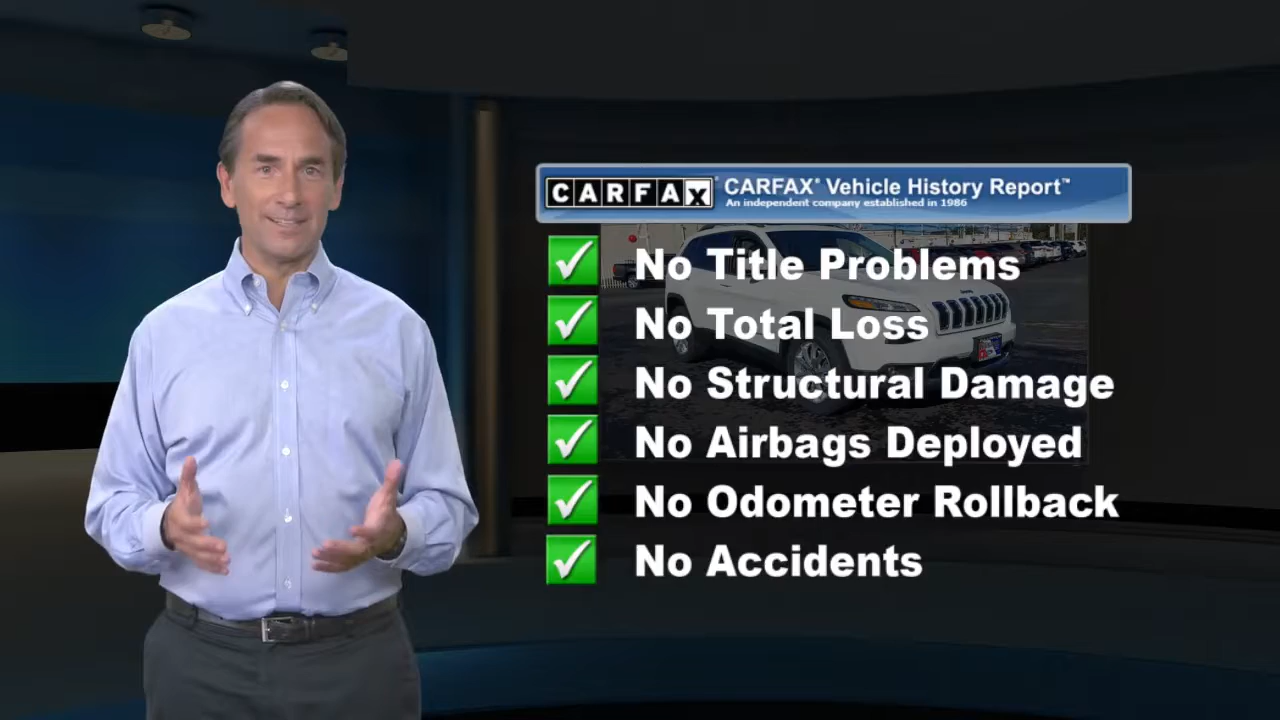 CARFAX® CARFAX® Vehicle History Report™
An independent company established in 1986
No Title Problems
No Total Loss
No Structural Damage
No Airbags Deployed
No Odometer Rollback
No Accidents